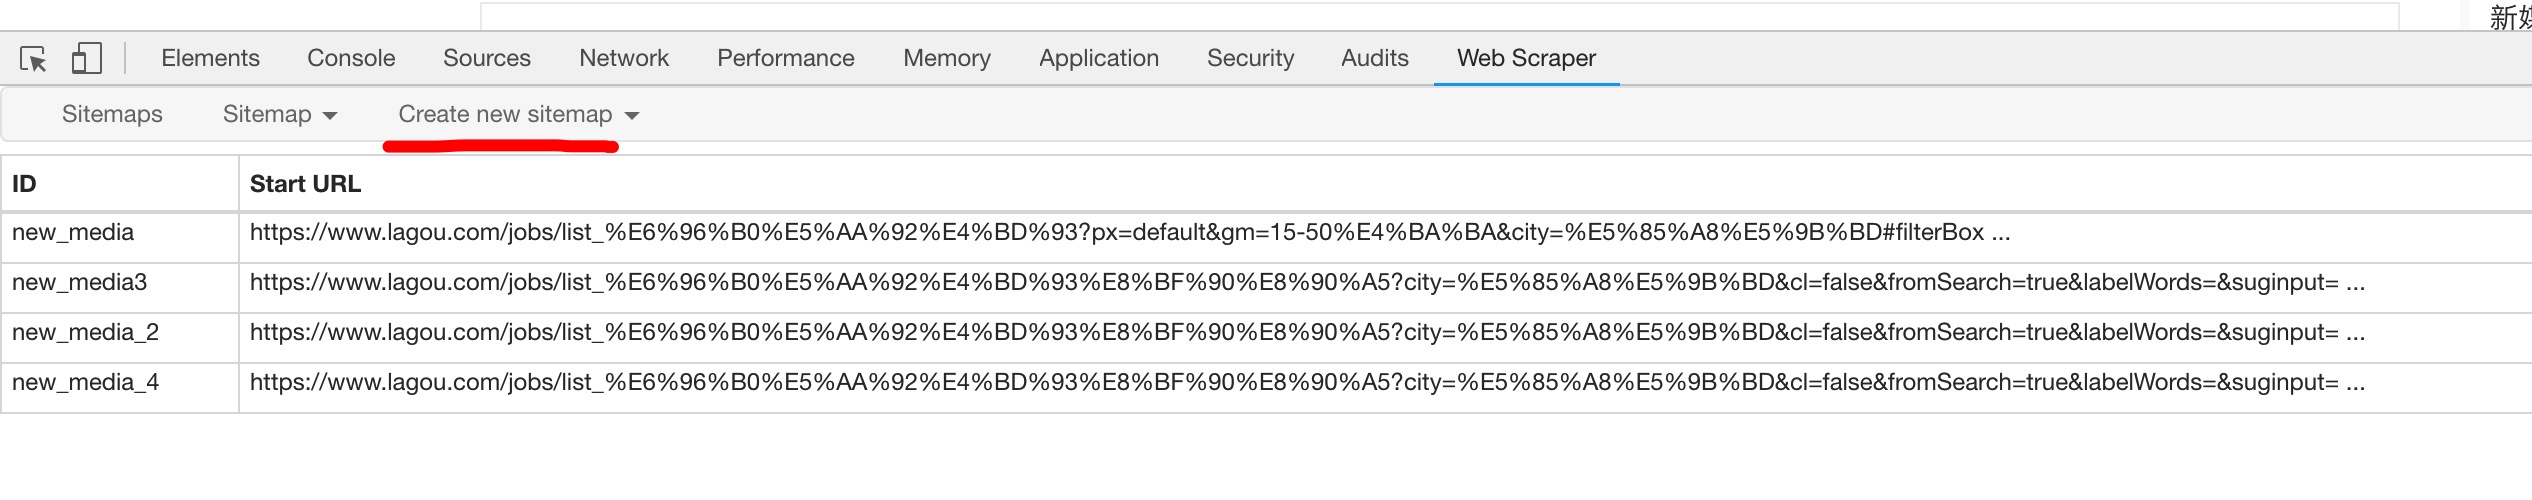 新
Elements Console Sources Network Performance Memory Application Security Audits Web Scraper
Sitemaps Sitemap Create new sitemap
ID Start URL
new_media https://www.lagou.com/jobs/list_%E6%96%B0%E5%AA%92%E4%BD%93?px=default&gm=15-50%E4%BA%BA&city=%E5%85%A8%E5%9B%BD#filterBox ...
new_media3 https://www.lagou.com/jobs/list_%E6%96%B0%E5%AA%92%E4%BD%93%E8%BF%90%E8%90%A5?city=%E5%85%A8%E5%9B%BD&cl=false&fromSearch=true&labelWords=&suginput= ...
new_media_2 https://www.lagou.com/jobs/list_%E6%96%B0%E5%AA%92%E4%BD%93%E8%BF%90%E8%90%A5?city=%E5%85%A8%E5%9B%BD&cl=false&fromSearch=true&labelWords=&suginput= ...
new_media_4 https://www.lagou.com/jobs/list_%E6%96%B0%E5%AA%92%E4%BD%93%E8%BF%90%E8%90%A5?city=%E5%85%A8%E5%9B%BD&cl=false&fromSearch=true&labelWords=&suginput= ...